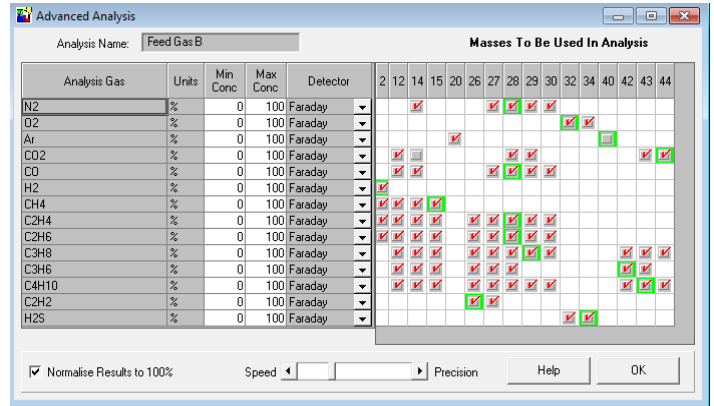 Advanced Analysis
Analysis Name: Feed Gas B Masses To Be Used In Analysis
Analysis Gas Units Min Conc Max Conc Detector 2 12 14 15 20 26 27 28 29 30 32 34 40 42 43 44
N2 % 0 100 Faraday
O2 % 0 100 Faraday
Ar % 0 100 Faraday
CO2 % 0 100 Faraday
CO % 0 100 Faraday
H2 % 0 100 Faraday
CH4 % 0 100 Faraday
C2H4 % 0 100 Faraday
C2H6 % 0 100 Faraday
C3H8 % 0 100 Faraday
C3H6 % 0 100 Faraday
C4H10 % 0 100 Faraday
C2H2 % 0 100 Faraday
H2S % 0 100 Faraday
Normalise Results to 100% Speed Precision Help OK